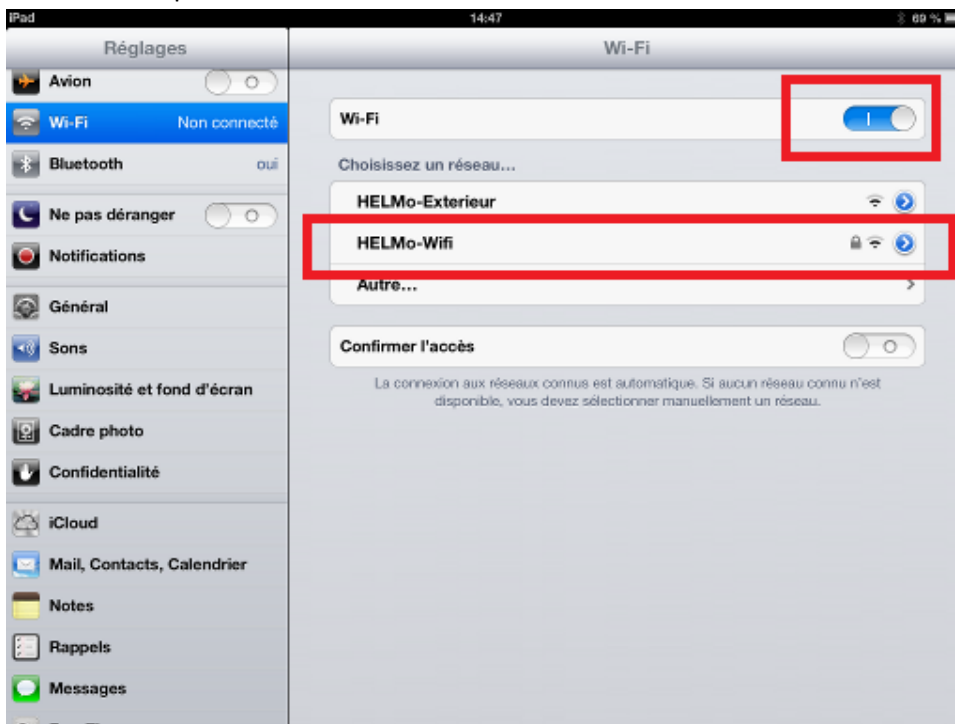 iPad 14:47 69 %
Réglages
Wi-Fi
Avion
Wi-Fi Non connecté
Bluetooth oui
Ne pas déranger
Notifications
Général
Sons
Luminosité et fond d'écran
Cadre photo
Confidentialité
iCloud
Mail, Contacts, Calendrier
Notes
Rappels
Messages
Wi-Fi
Choisissez un réseau...
HELMo-Exterieur
HELMo-Wifi
Autre...
Confirmer l'accès
La connexion aux réseaux connus est automatique. Si aucun réseau connu n'est
disponible, vous devez sélectionner manuellement un réseau.